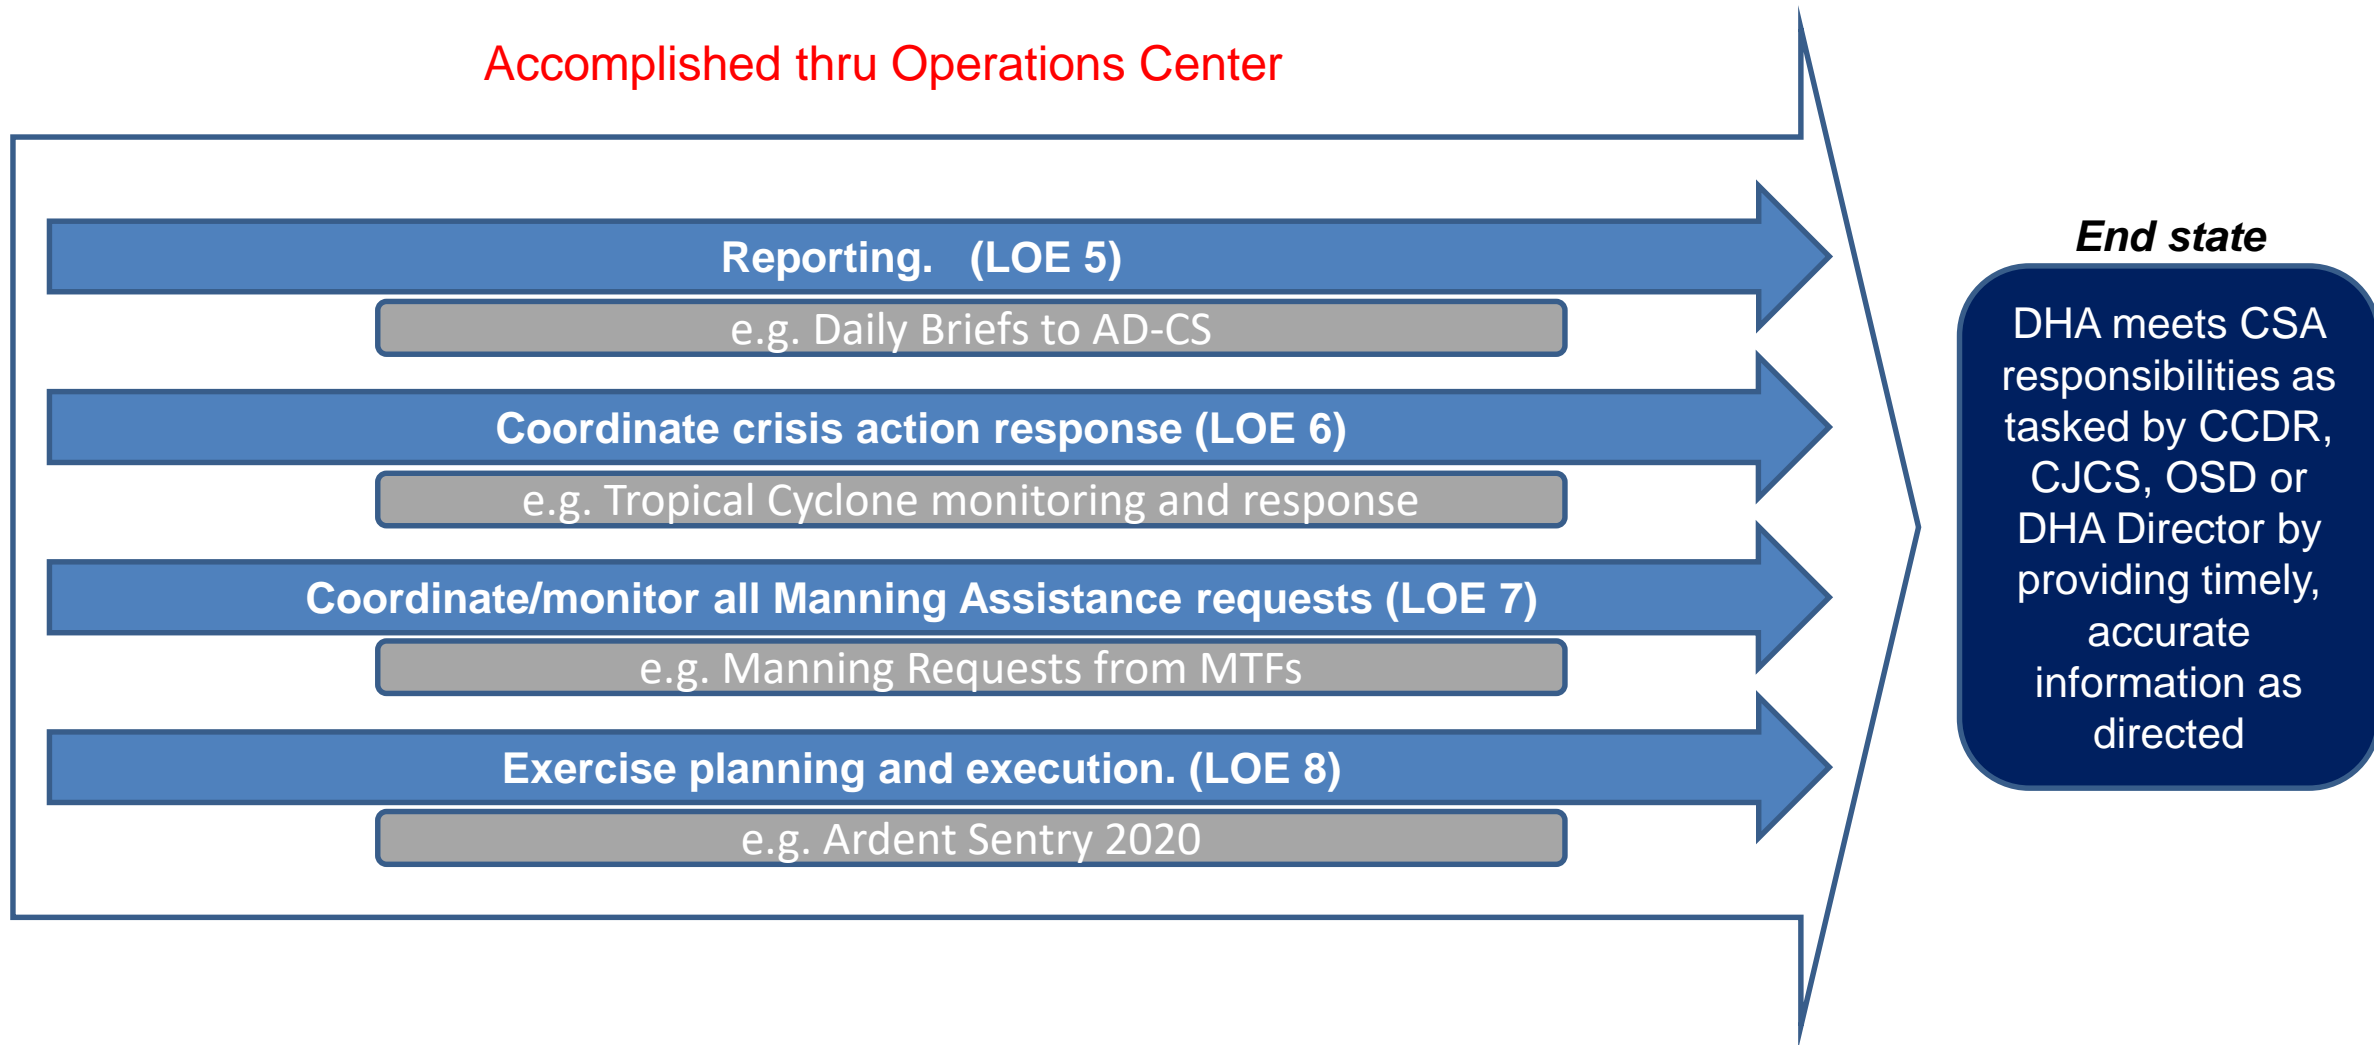 Accomplished thru Operations Center
Reporting.   (LOE 5)
e.g. Daily Briefs to AD-CS
Coordinate crisis action response (LOE 6)
e.g. Tropical Cyclone monitoring and response
Coordinate/monitor all Manning Assistance requests (LOE 7)
e.g. Manning Requests from MTFs
Exercise planning and execution. (LOE 8)
e.g. Ardent Sentry 2020
End state
DHA meets CSA
responsibilities as
tasked by CCDR,
CJCS, OSD or
DHA Director by
providing timely,
accurate
information as
directed